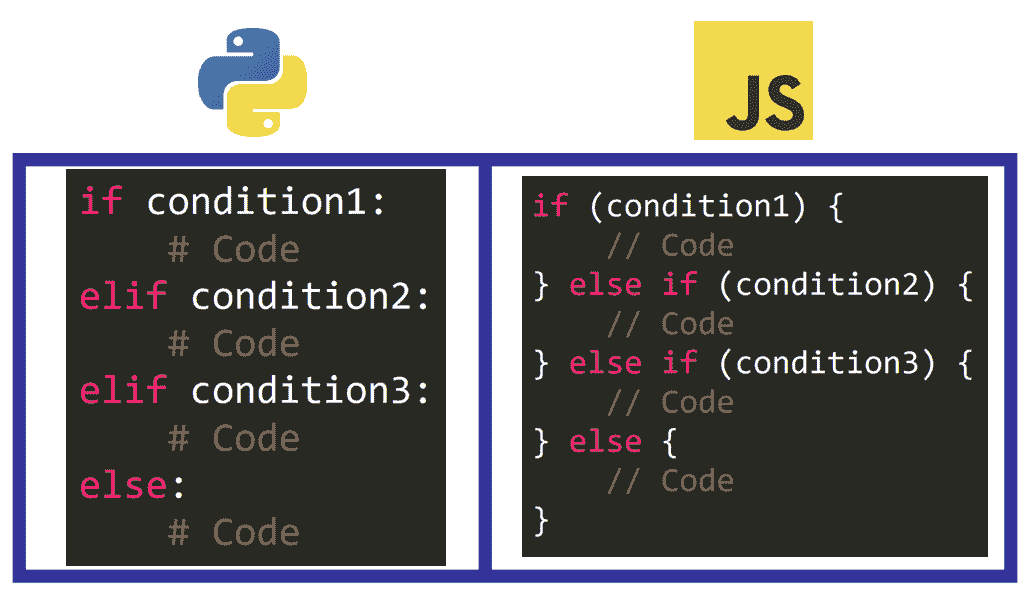 JS
if condition1:
    # Code
elif condition2:
    # Code
elif condition3:
    # Code
else:
    # Code
if (condition1) {
    // Code
} else if (condition2) {
    // Code
} else if (condition3) {
    // Code
} else {
    // Code
}